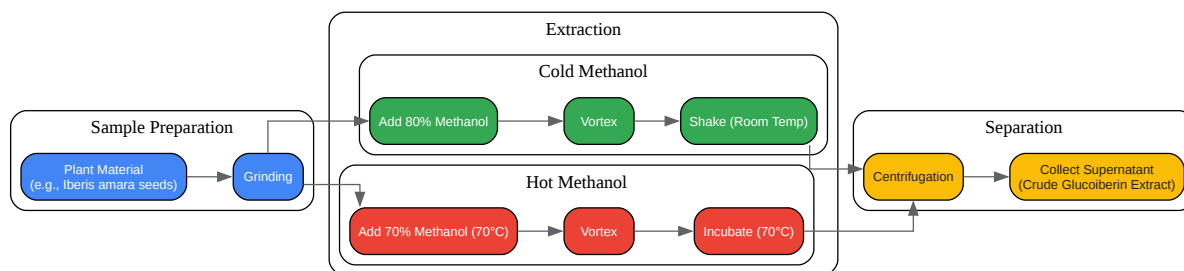 Extraction
Cold Methanol
Add 80% Methanol
Vortex
Shake (Room Temp)
Sample Preparation
Plant Material
(e.g., Iberis amara seeds)
Grinding
Hot Methanol
Add 70% Methanol (70°C)
Vortex
Incubate (70°C)
Separation
Centrifugation
Collect Supernatant
(Crude Glucoiberin Extract)